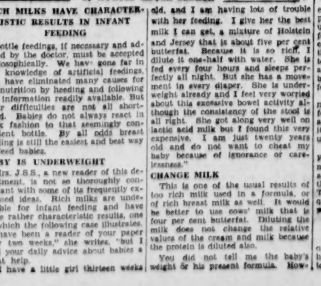 CH MILKS HAVE CHARACTER-
ISTIC RESULTS IN INFANT
FEEDING
ottle feedings, if necessary and ad-
ed by the doctor, must be accepted
losophically. We have gone far in
knowledge of artificial feedings,
have eliminated many causes for
nutrition by heeding and following
information readily available. But
difficulties are not all
Babies do not always react in
fashion to that seemingly con-
ient bottle. By all odds breast
ding is still the easiest and best way
feed babies.
BY IS UNDERWEIGHT
rs. J.B.S., a new reader of this de-
tment, is not so thoroughly con-
ant with some of its frequently ex-
ssed ideas. Rich milks are
able for infant feeding and have
rather characteristic results, one
which the following case illustrates.
have been a reader of your paper
two weeks," she writes, "but I
your daily advice about babies a
at help.
I have a little girl thirteen weeks
old, and I am having lots of trouble
with her feeding. I give her the best
milk I can get, a mixture of Holstein
and Jersey that is about five per cent
butterfat. Because it is so rich, I
dilute it one-half with water. She is
fed every four hours and sleeps per-
fectly all night. But she has a move-
ment in every diaper. She is under-
weight already and I feel very worried
about this excessive bowel activity al-
though the consistency of the stool is
all right. She got along very well on
lactic acid milk but I found this very
expensive. I am just twenty years
old and do not want to cheat my
baby because of ignorance or care-
lessness."
CHANGE MILK
This is one of the usual results of
too rich milk used in a formula, or
of rich breast milk as well. It would
be better to use cows' milk that is
four per cent butterfat. Diluting the
milk does not change the relative
values of the cream and milk because
the protein is diluted also.
You did not tell me the baby's
weight or his present formula. How-